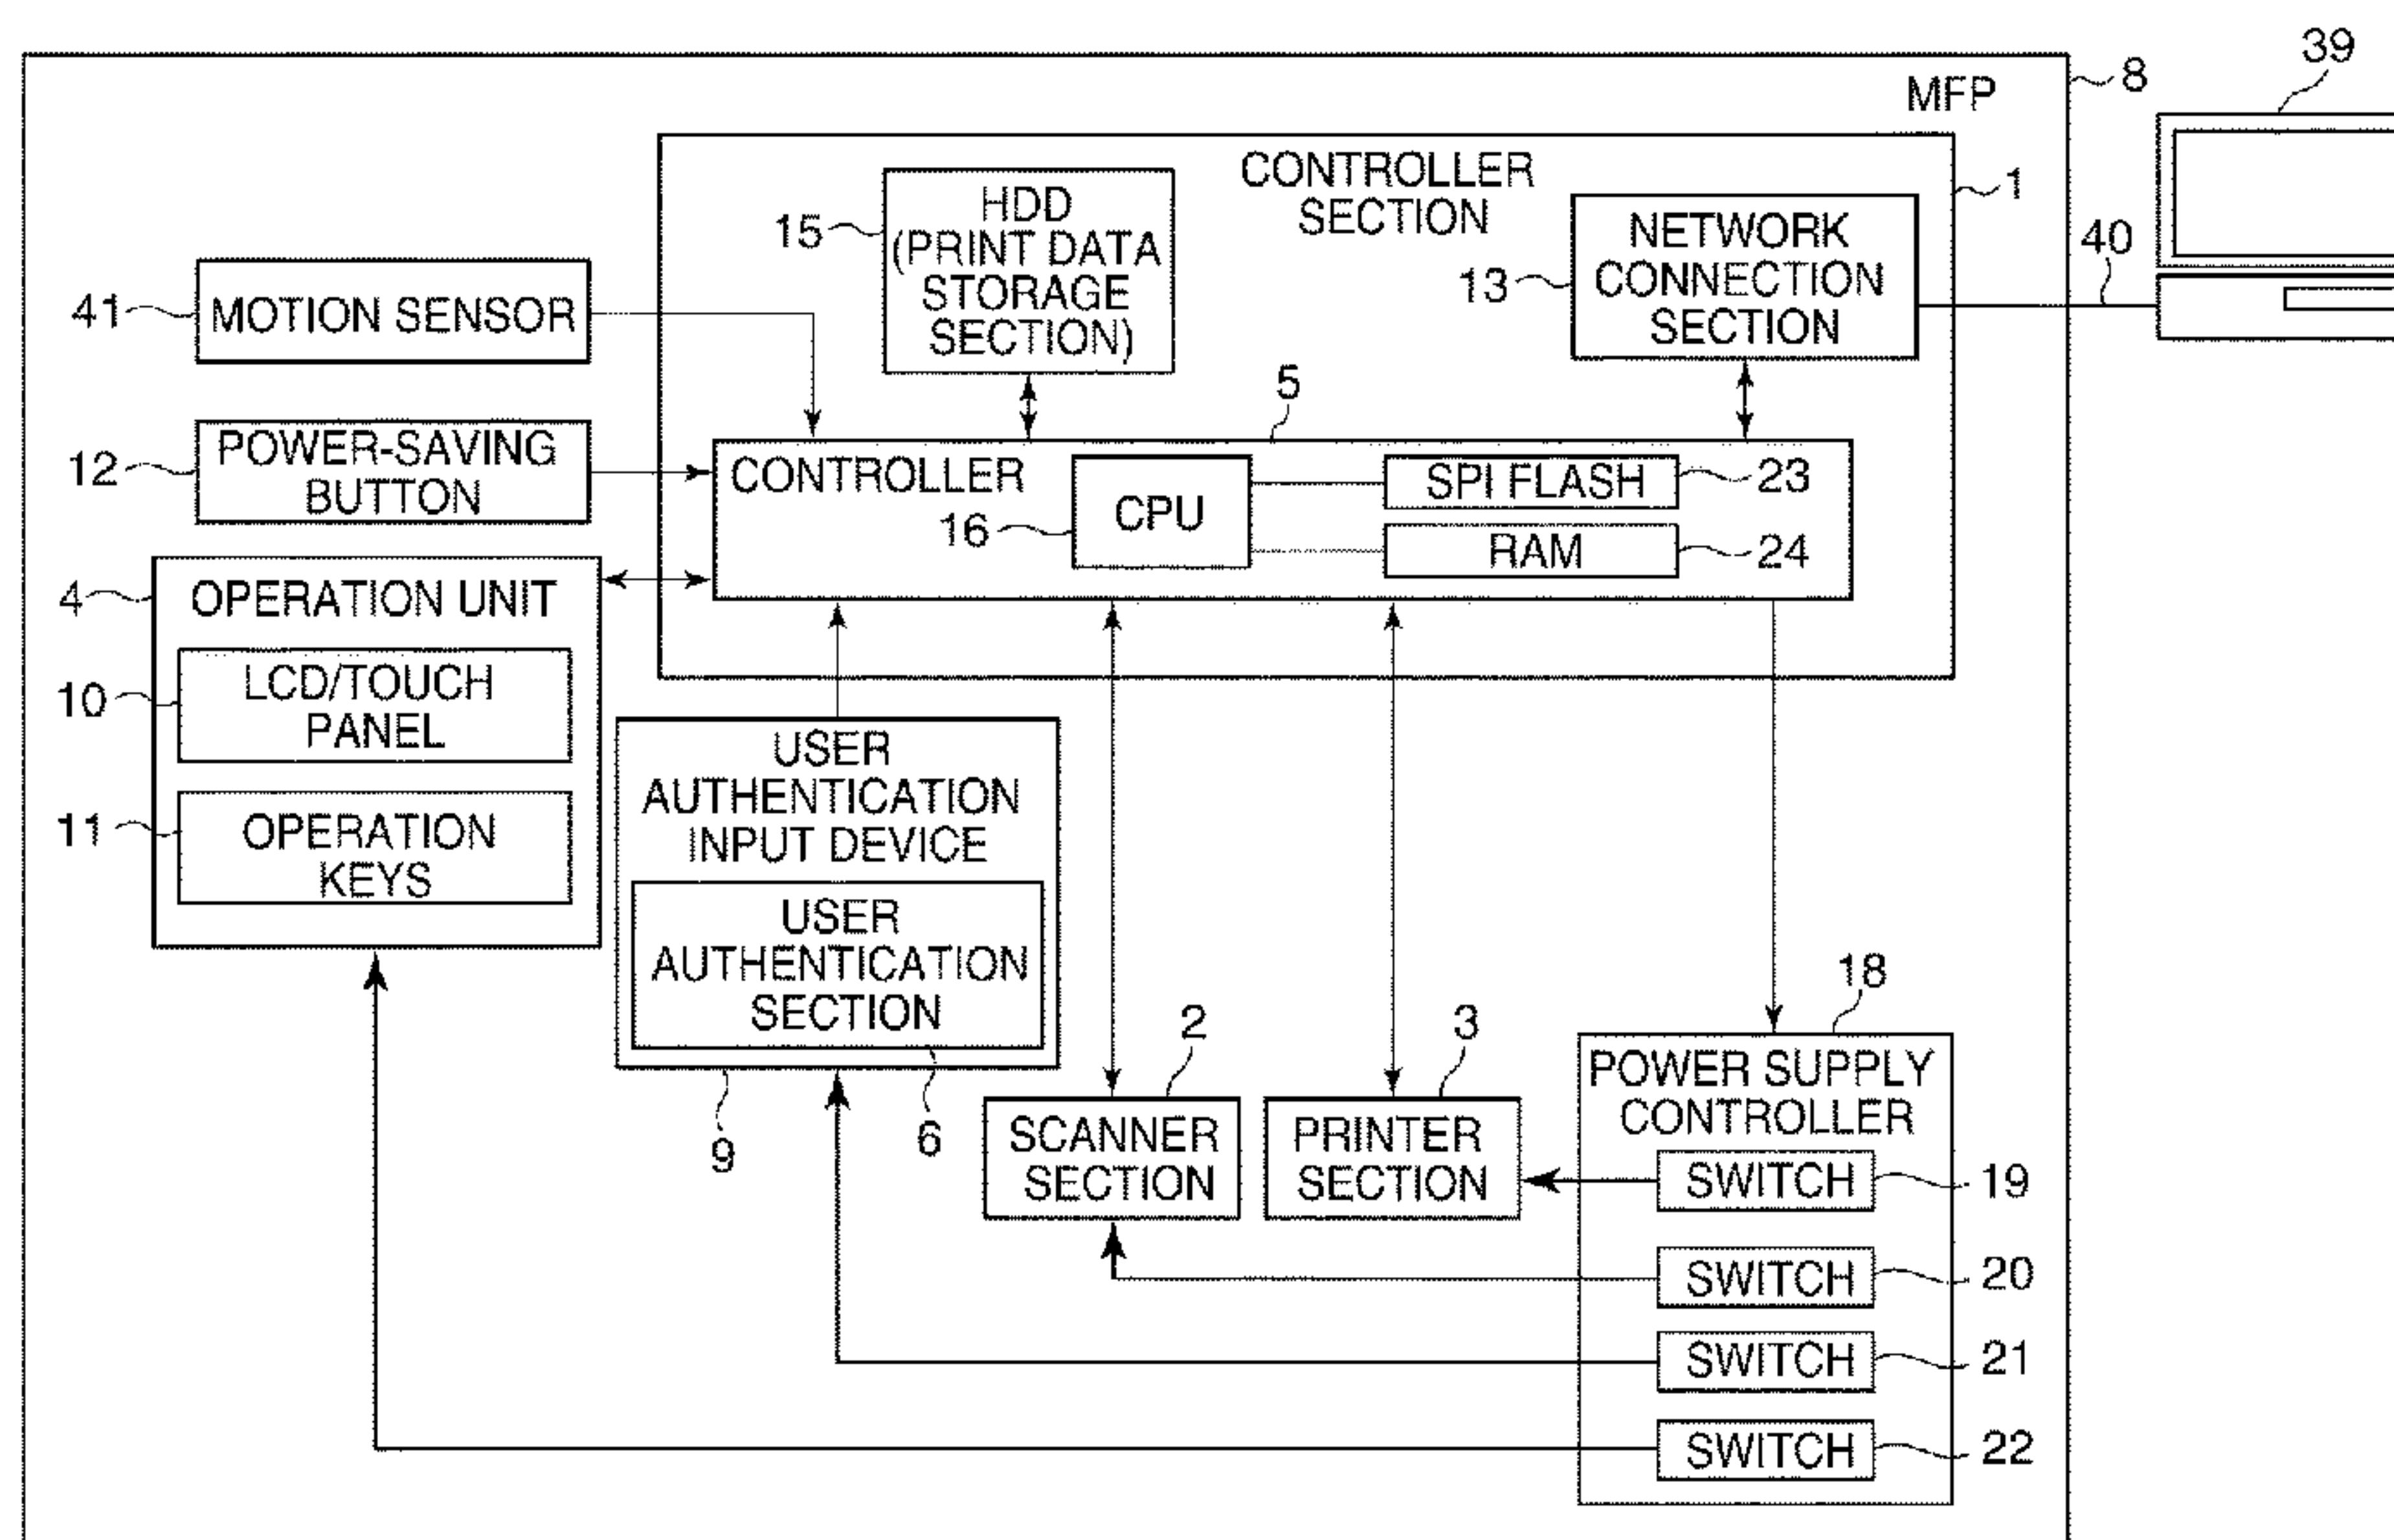 39
MFP
8
CONTROLLER
SECTION
1
15
HDD
(PRINT DATA
STORAGE
SECTION)
13
NETWORK
CONNECTION
SECTION
40
41
MOTION SENSOR
5
12
POWER-SAVING
BUTTON
CONTROLLER
16
CPU
SPI FLASH
23
RAM
24
4
OPERATION UNIT
10
LCD/TOUCH
PANEL
11
OPERATION
KEYS
USER
AUTHENTICATION
INPUT DEVICE
USER
AUTHENTICATION
SECTION
9
6
2
SCANNER
SECTION
3
PRINTER
SECTION
18
POWER SUPPLY
CONTROLLER
SWITCH
19
SWITCH
20
SWITCH
21
SWITCH
22